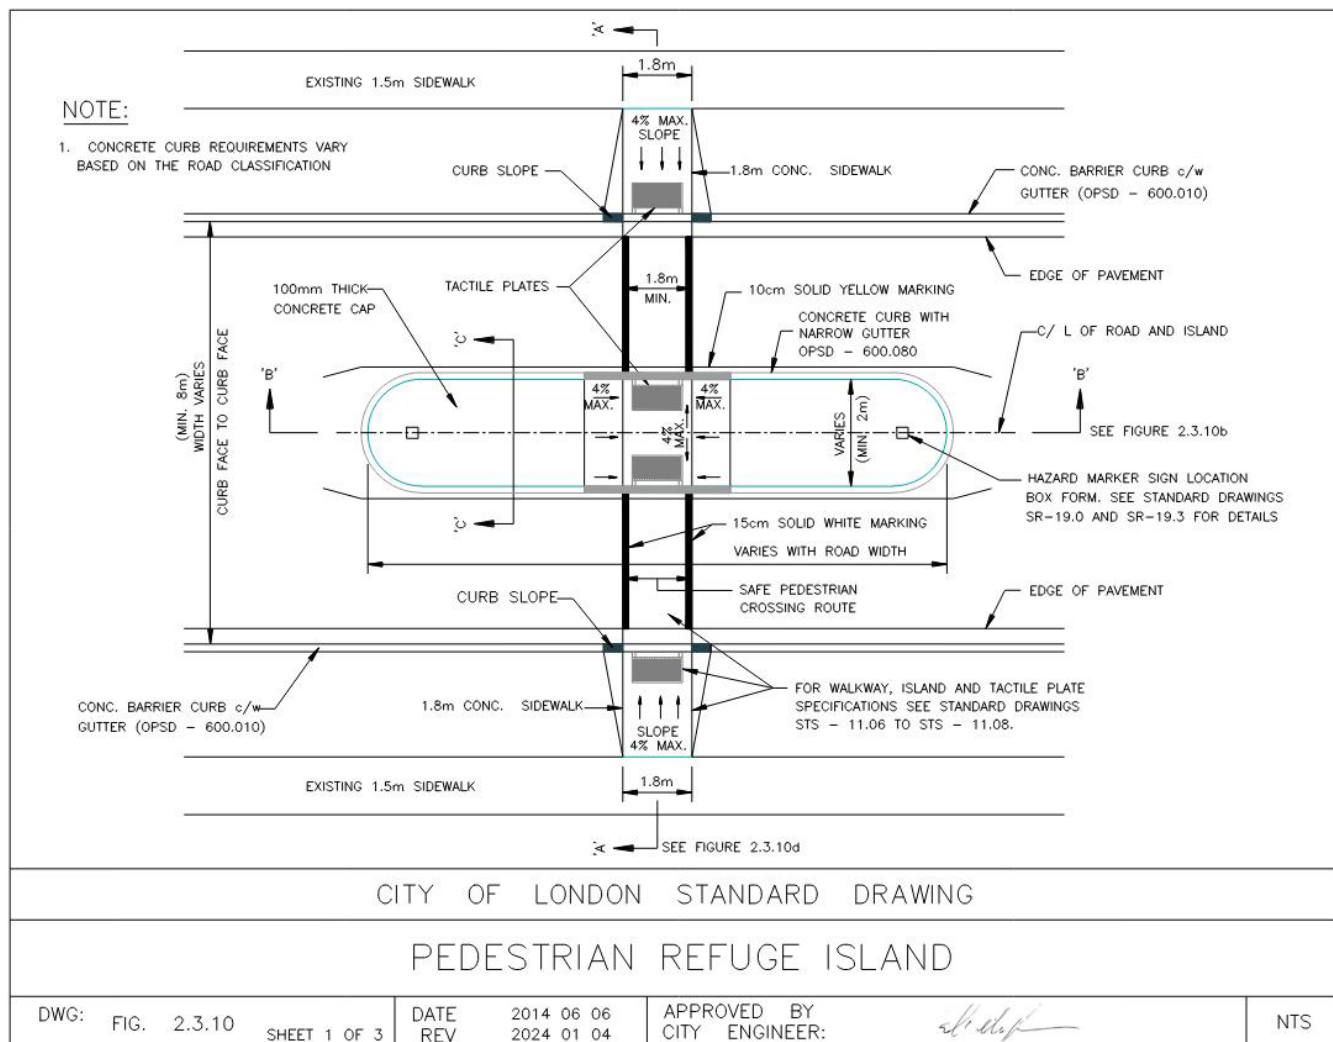 'A'
1.8m
EXISTING 1.5m SIDEWALK
NOTE:
1. CONCRETE CURB REQUIREMENTS VARY
BASED ON THE ROAD CLASSIFICATION
4% MAX.
SLOPE
CURB SLOPE
1.8m CONC. SIDEWALK
CONC. BARRIER CURB c/w
GUTTER (OPSD - 600.010)
EDGE OF PAVEMENT
100mm THICK
CONCRETE CAP
TACTILE PLATES
1.8m
MIN.
10cm SOLID YELLOW MARKING
CONCRETE CURB WITH
NARROW GUTTER
OPSD - 600.080
C/ L OF ROAD AND ISLAND
(MIN. 8m)
WIDTH VARIES
CURB FACE TO CURB FACE
'C'
'B'
4%
MAX.
4%
MAX.
4%
MAX.
VARIES
(MIN. 2m)
'B'
SEE FIGURE 2.3.10b
HAZARD MARKER SIGN LOCATION
BOX FORM. SEE STANDARD DRAWINGS
SR-19.0 AND SR-19.3 FOR DETAILS
'C'
15cm SOLID WHITE MARKING
VARIES WITH ROAD WIDTH
SAFE PEDESTRIAN
CROSSING ROUTE
EDGE OF PAVEMENT
CURB SLOPE
CONC. BARRIER CURB c/w
GUTTER (OPSD - 600.010)
1.8m CONC. SIDEWALK
FOR WALKWAY, ISLAND AND TACTILE PLATE
SPECIFICATIONS SEE STANDARD DRAWINGS
STS - 11.06 TO STS - 11.08.
SLOPE
4% MAX.
EXISTING 1.5m SIDEWALK
1.8m
'A'
SEE FIGURE 2.3.10d
CITY OF LONDON STANDARD DRAWING
PEDESTRIAN REFUGE ISLAND
DWG: FIG. 2.3.10 SHEET 1 OF 3
DATE 2014 06 06
REV 2024 01 04
APPROVED BY
CITY ENGINEER:
NTS